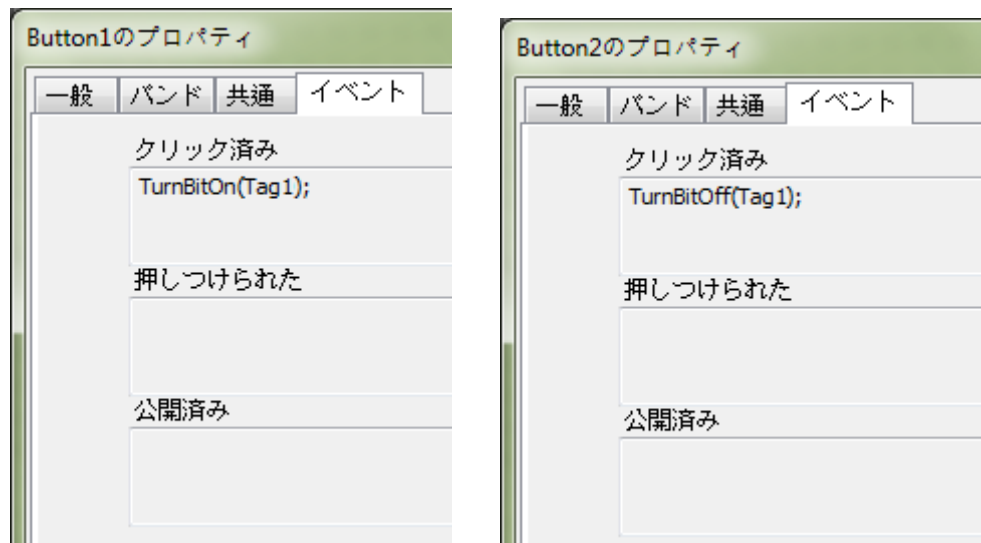 Button1のプロパティ
一般 バンド 共通 イベント
クリック済み
TurnBitOn(Tag1);
押しつけられた
公開済み
Button2のプロパティ
一般 バンド 共通 イベント
クリック済み
TurnBitOff(Tag1);
押しつけられた
公開済み